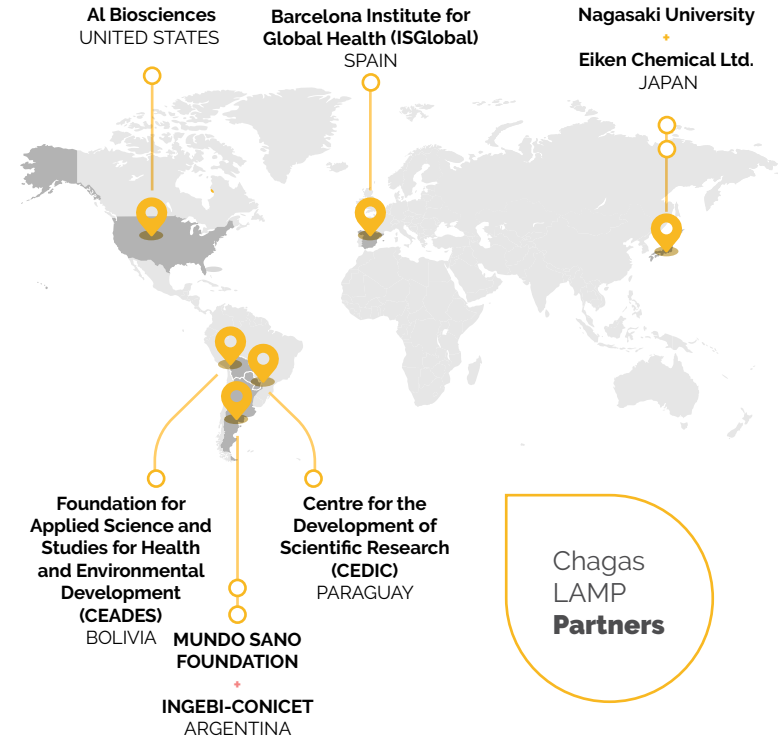 Al Biosciences
UNITED STATES
Barcelona Institute for
Global Health (ISGlobal)
SPAIN
Nagasaki University
+
Eiken Chemical Ltd.
JAPAN
Foundation for
Applied Science and
Studies for Health
and Environmental
Development
(CEADES)
BOLIVIA
MUNDO SANO
FOUNDATION
+
INGEBI-CONICET
ARGENTINA
Centre for the
Development of
Scientific Research
(CEDIC)
PARAGUAY
Chagas
LAMP
Partners